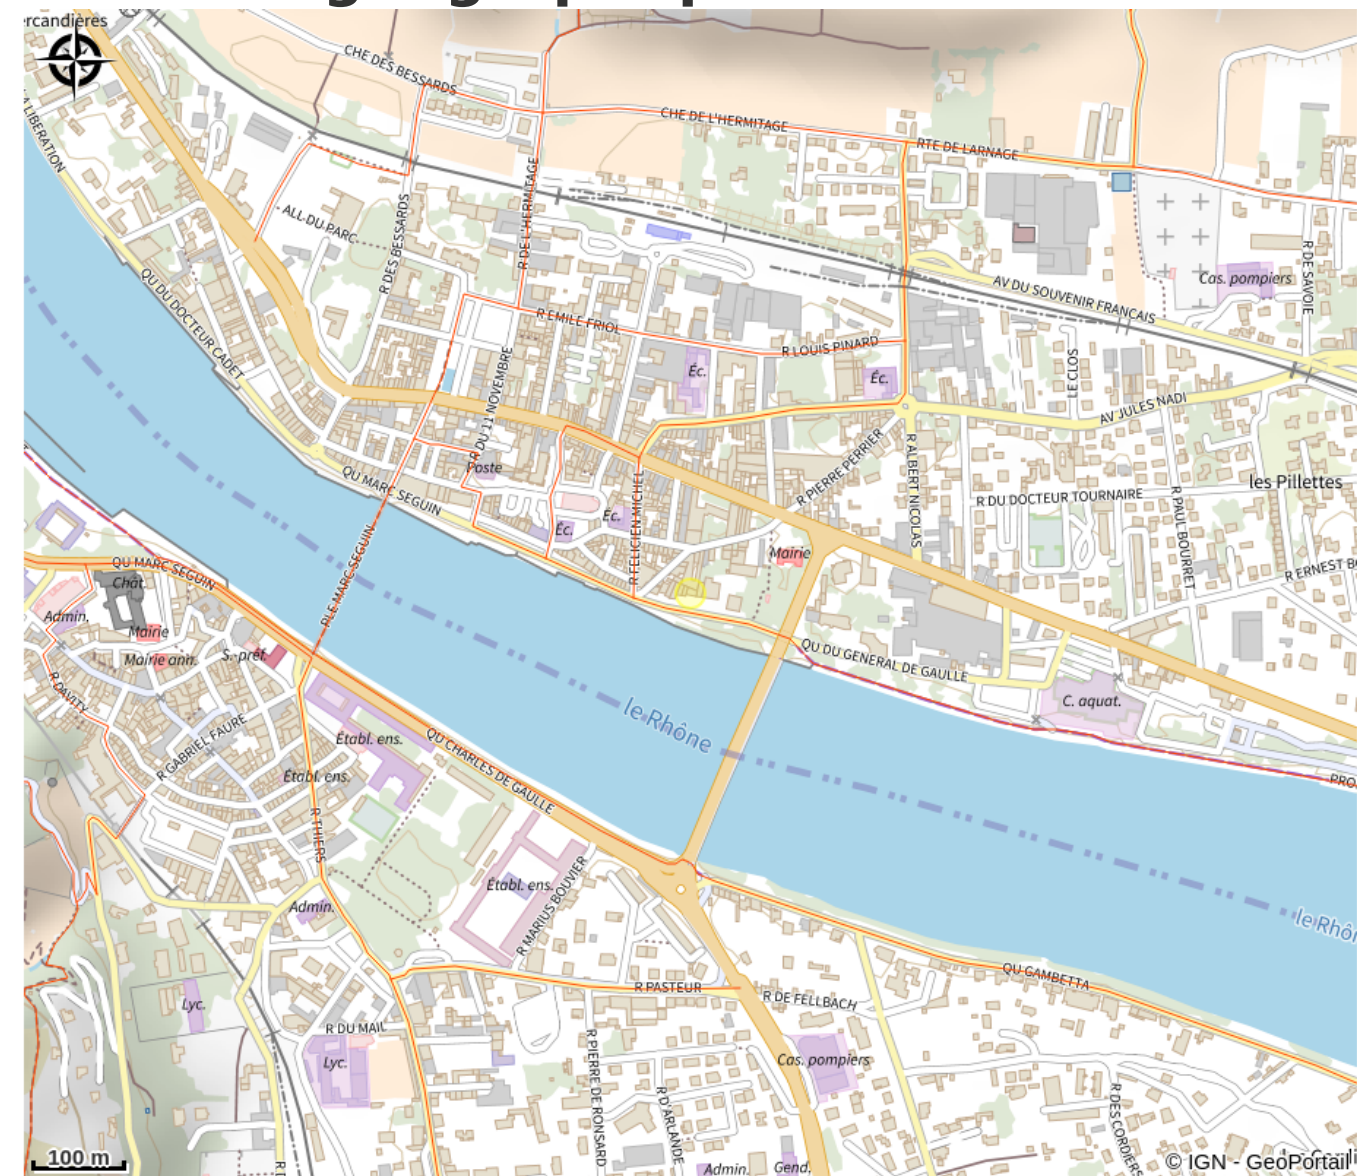 ercandières
CHE DES BESSARDS
CHE DE L'HERMITAGE
RTE DE LARNAGE
LA LIBERATION
R DE L'HERMITAGE
ALL DU PARC
R DES BESSARDS
R DE SAVOIE
Cas. pompiers
QU DU DOCTEUR CADET
AV DU SOUVENIR FRANCAIS
R EMILE FRIOL
R LOUIS PINARD
Éc.
Éc.
LE CLOS
R DU 11 NOVEMBRE
AV JULES NADI
R PIERRE PERRIER
R ALBERT NICOLAS
Poste
QU MARC SEGUIN
R FELICIEN MICHEL
R DU DOCTEUR TOURNAIRE
les Pillettes
R PAUL BOURRET
Éc.
Éc.
Mairie
R ERNEST B
QU MARC SEGUIN
Chât.
PLE MARC SEGUIN
Admin.
Mairie
Mairie ann.
S.-préf.
QU DU GENERAL DE GAULLE
R DAVITY
C. aquat.
le Rhône
R GABRIEL FAURE
Établ. ens.
QU CHARLES DE GAULLE
Établ. ens.
PRO
R THIERS
Établ. ens.
R MARIUS BOUVIER
Admin.
le Rhôn
QU GAMBETTA
R PASTEUR
R DE FELLBACH
Lyc.
R DU MAIL
Lyc.
R PIERRE DE RONSARD
Cas. pompiers
R D'ARLANDE
R DES CORDIERS
100 m
Admin.
Gend.
© IGN - GeoPortail